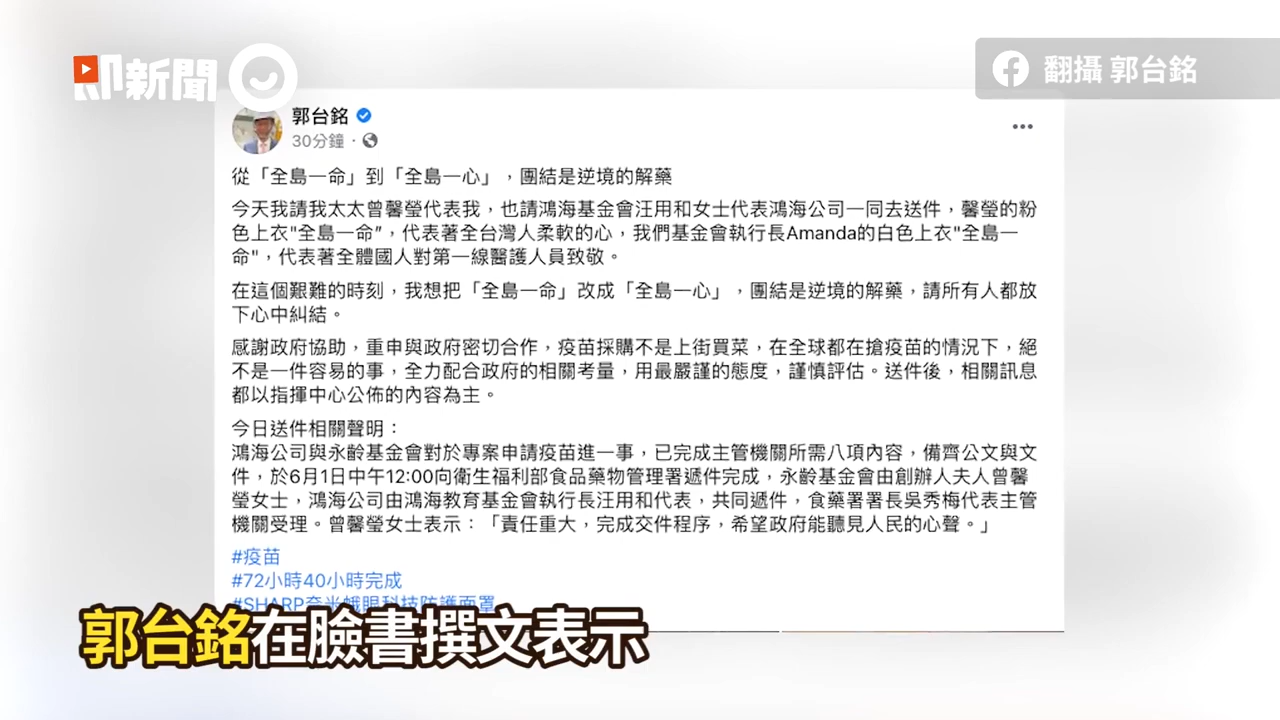 即新聞
翻攝 郭台銘
郭台銘
30分鐘 ·
從「全島一命」到「全島一心」，團結是逆境的解藥
今天我請我太太曾馨瑩代表我，也請鴻海基金會汪用和女士代表鴻海公司一同去送件，馨瑩的粉
色上衣"全島一命"，代表著全台灣人柔軟的心，我們基金會執行長Amanda的白色上衣"全島一
命"，代表著全體國人對第一線醫護人員致敬。
在這個艱難的時刻，我想把「全島一命」改成「全島一心」，團結是逆境的解藥，請所有人都放
下心中糾結。
感謝政府協助，重申與政府密切合作，疫苗採購不是上街買菜，在全球都在搶疫苗的情況下，絕
不是一件容易的事，全力配合政府的相關考量，用最嚴謹的態度，謹慎評估。送件後，相關訊息
都以指揮中心公佈的內容為主。
今日送件相關聲明：
鴻海公司與永齡基金會對於專案申請疫苗進一事，已完成主管機關所需八項內容，備齊公文與文
件，於6月1日中午12:00向衛生福利部食品藥物管理署遞件完成，永齡基金會由創辦人夫人曾馨
瑩女士，鴻海公司由鴻海教育基金會執行長汪用和代表，共同遞件，食藥署署長吳秀梅代表主管
機關受理。曾馨瑩女士表示：「責任重大，完成交件程序，希望政府能聽見人民的心聲。」
#疫苗
#72小時40小時完成
#SHARP奈米蛾眼科技防護面罩
郭台銘在臉書撰文表示